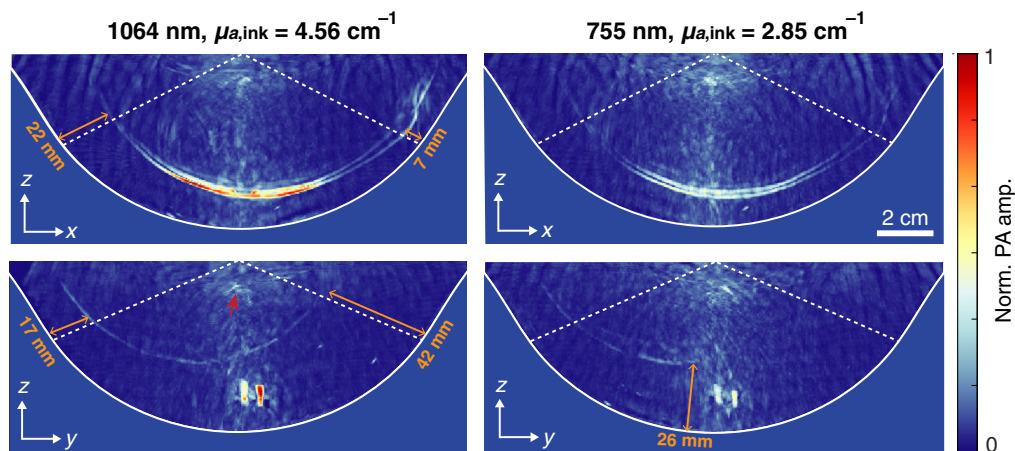 1064 nm, μa,ink = 4.56 cm⁻¹
755 nm, μa,ink = 2.85 cm⁻¹
22 mm
7 mm
z
x
z
x
2 cm
17 mm
42 mm
z
y
26 mm
z
y
1
Norm. PA amp.
0